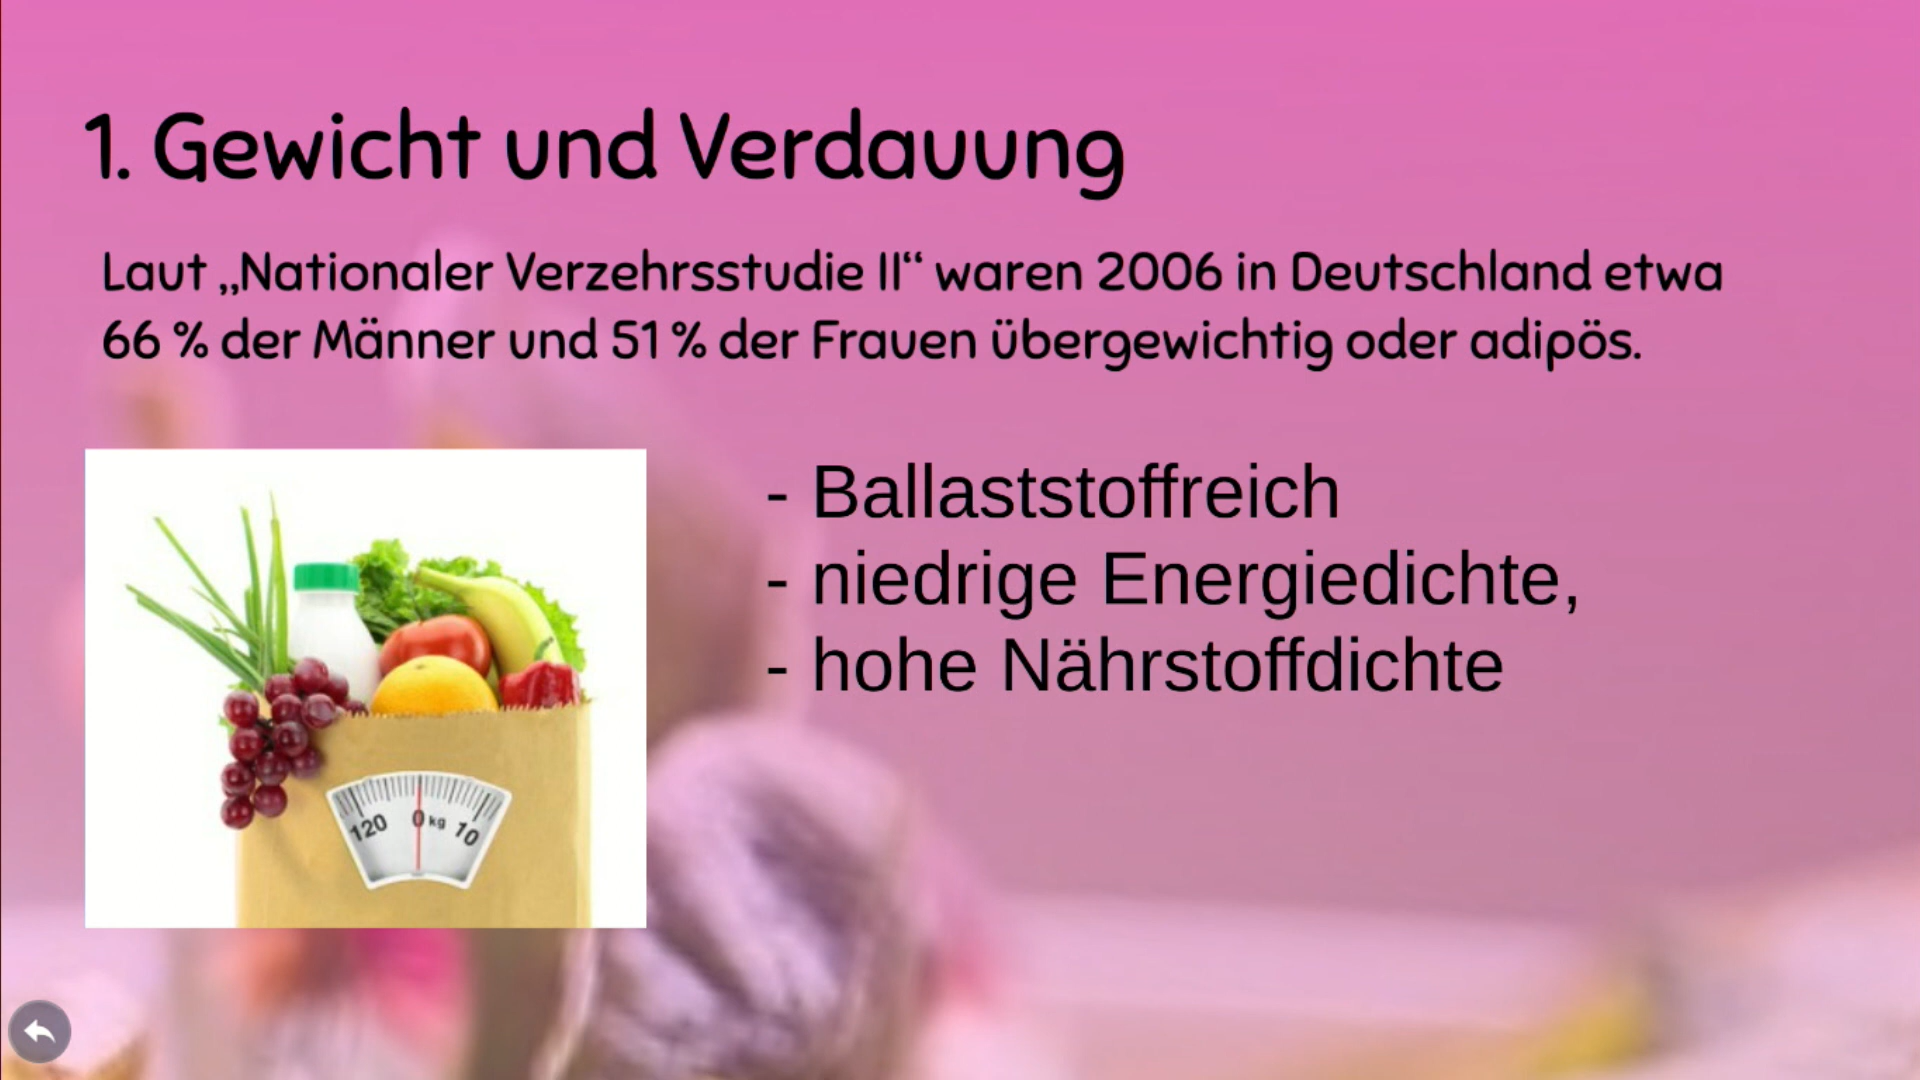 1. Gewicht und Verdauung
Laut „Nationaler Verzehrsstudie II“ waren 2006 in Deutschland etwa
66 % der Männer und 51 % der Frauen übergewichtig oder adipös.
- Ballaststoffreich
- niedrige Energiedichte,
- hohe Nährstoffdichte
120 0 kg 10